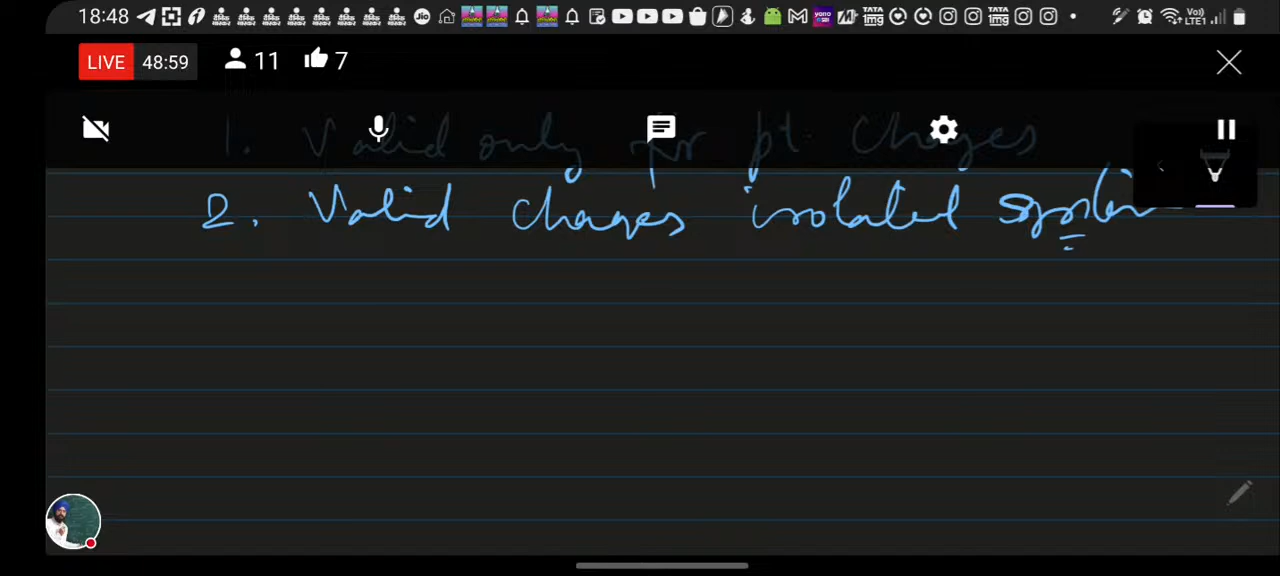 18:48
LIVE 48:59 11 7
1. Valid only for pt. Charges
2. Valid charges isolated system